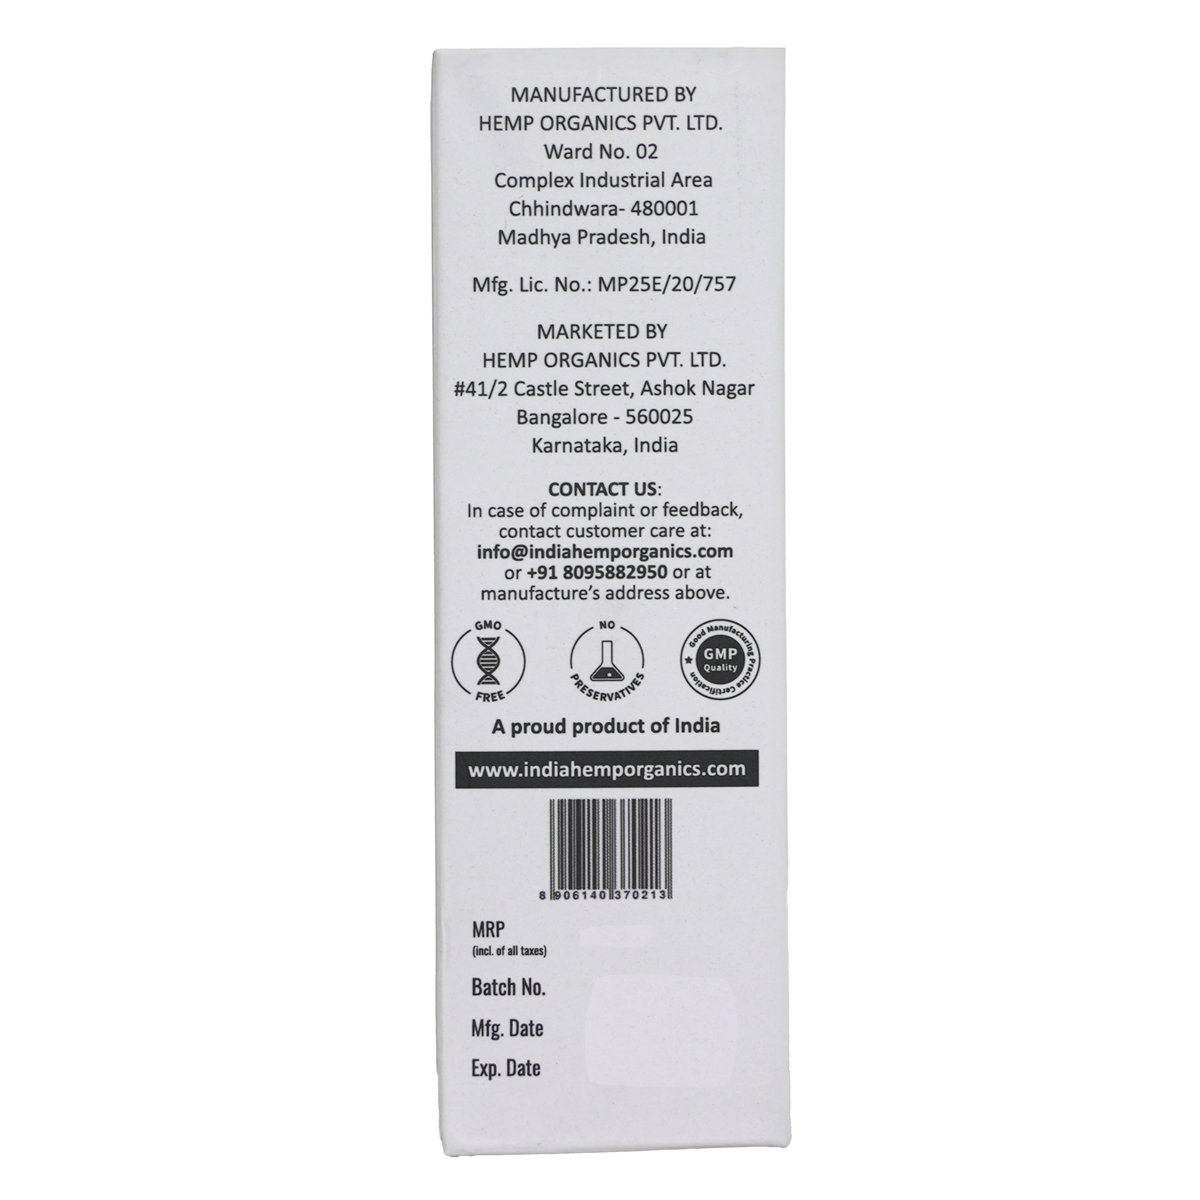 MANUFACTURED BY
HEMP ORGANICS PVT. LTD.
Ward No. 02
Complex Industrial Area
Chhindwara- 480001
Madhya Pradesh, India
Mfg. Lic. No.: MP25E/20/757
MARKETED BY
HEMP ORGANICS PVT. LTD.
#41/2 Castle Street, Ashok Nagar
Bangalore - 560025
Karnataka, India
CONTACT US:
In case of complaint or feedback,
contact customer care at:
info@indiahemporganics.com
or +91 8095882950 or at
manufacture's address above.
GMO
FREE
NO
PRESERVATIVES
Good Manufacturing Practice Certification
GMP
Quality
A proud product of India
www.indiahemporganics.com
8 906140 370213
MRP
(incl. of all taxes)
Batch No.
Mfg. Date
Exp. Date